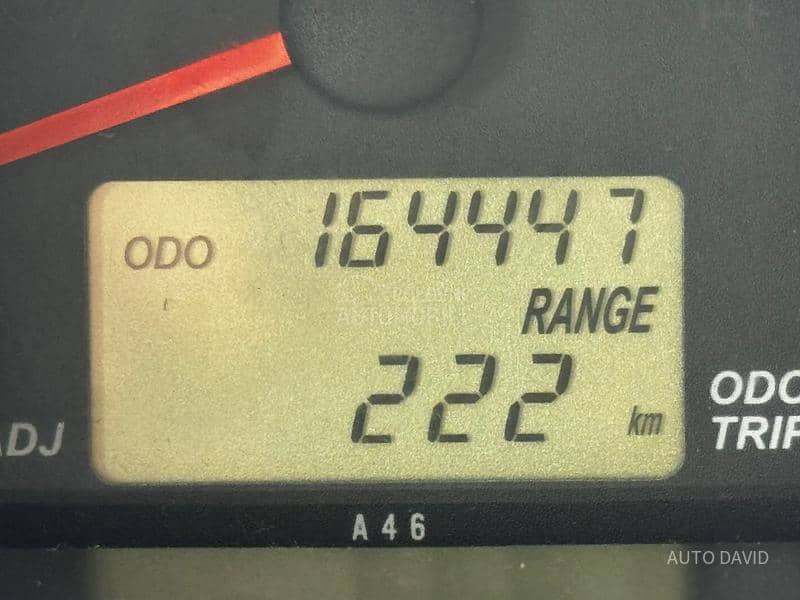 ODO 164447
RANGE
222 km
ADJ
ODO
TRIP
A46
AUTO DAVID